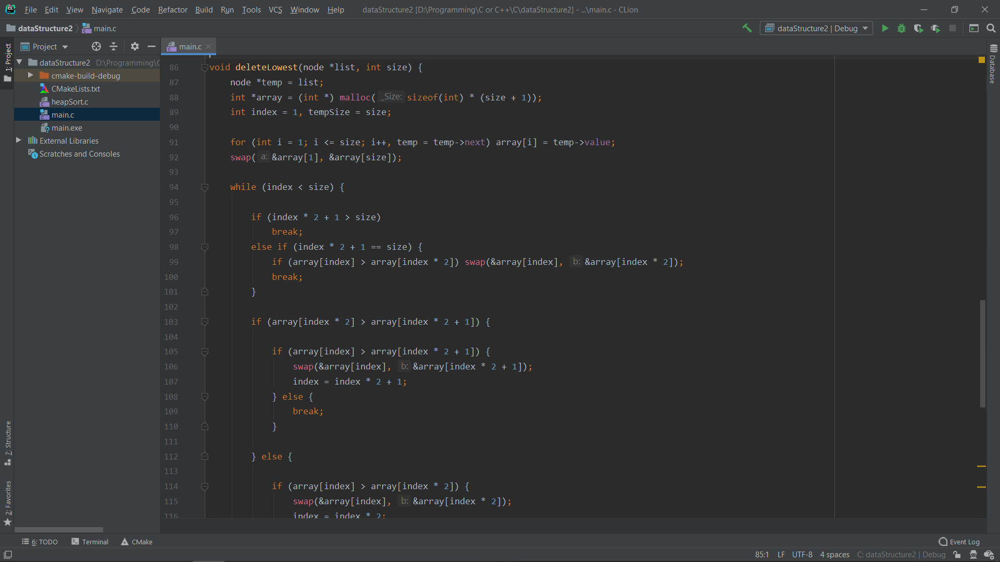 File Edit View Navigate Code Refactor Build Run Tools VCS Window Help dataStructure2 [D:\Programming\C or C++\C\dataStructure2] - ...\main.c - CLion
dataStructure2 main.c dataStructure2 | Debug
Project main.c
1: Project
dataStructure2 D:\Programming\C
cmake-build-debug
CMakeLists.txt
heapSort.c
main.c
main.exe
External Libraries
Scratches and Consoles
7: Structure
2: Favorites
Database
86 void deleteLowest(node *list, int size) {
87 node *temp = list;
88 int *array = (int *) malloc( _Size: sizeof(int) * (size + 1));
89 int index = 1, tempSize = size;
90
91 for (int i = 1; i <= size; i++, temp = temp->next) array[i] = temp->value;
92 swap( a: &array[1], &array[size]);
93
94 while (index < size) {
95
96 if (index * 2 + 1 > size)
97 break;
98 else if (index * 2 + 1 == size) {
99 if (array[index] > array[index * 2]) swap(&array[index], b: &array[index * 2]);
100 break;
101 }
102
103 if (array[index * 2] > array[index * 2 + 1]) {
104
105 if (array[index] > array[index * 2 + 1]) {
106 swap(&array[index], b: &array[index * 2 + 1]);
107 index = index * 2 + 1;
108 } else {
109 break;
110 }
111
112 } else {
113
114 if (array[index] > array[index * 2]) {
115 swap(&array[index], b: &array[index * 2]);
116 index = index * 2;
6: TODO Terminal CMake Event Log
85:1 LF UTF-8 4 spaces C: dataStructure2 | Debug